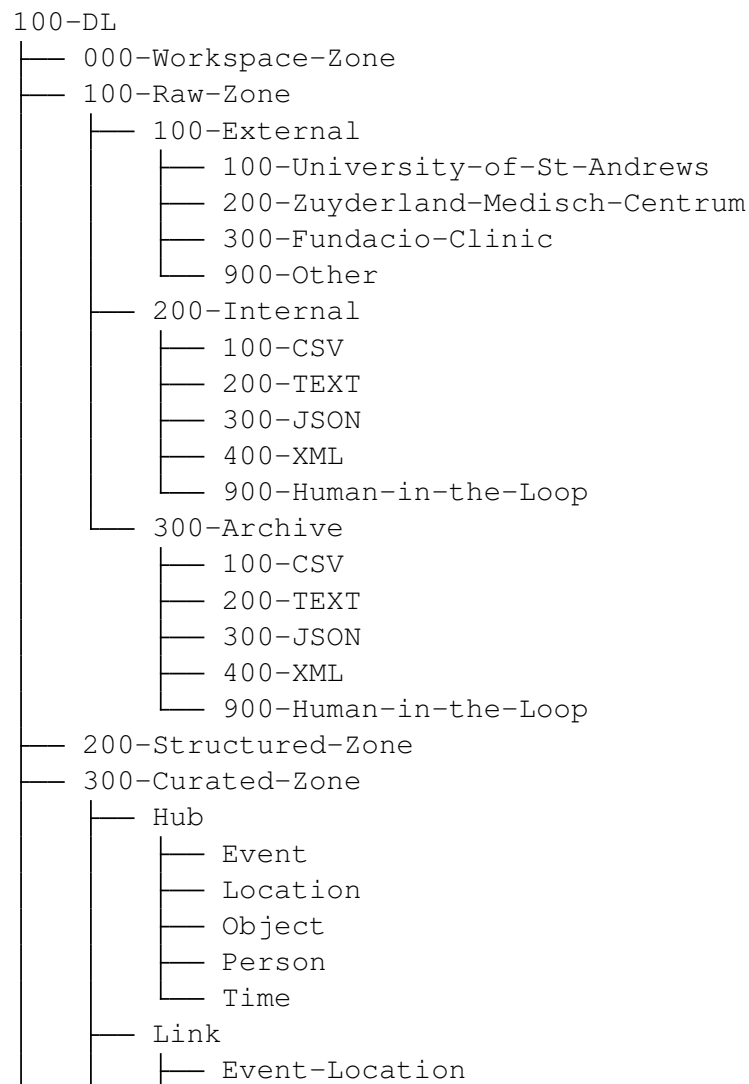 100-DL
000-Workspace-Zone
100-Raw-Zone
100-External
100-University-of-St-Andrews
200-Zuyderland-Medisch-Centrum
300-Fundacio-Clinic
900-Other
200-Internal
100-CSV
200-TEXT
300-JSON
400-XML
900-Human-in-the-Loop
300-Archive
100-CSV
200-TEXT
300-JSON
400-XML
900-Human-in-the-Loop
200-Structured-Zone
300-Curated-Zone
Hub
Event
Location
Object
Person
Time
Link
Event-Location